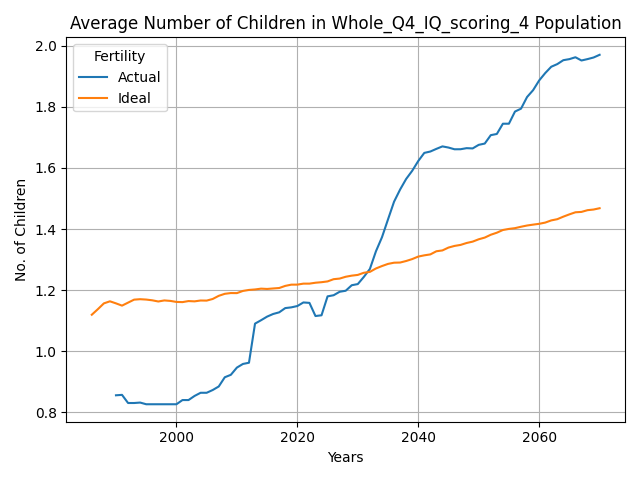 Average Number of Children in Whole_Q4_IQ_scoring_4 Population
Fertility
Actual
Ideal
No. of Children
2.0
1.8
1.6
1.4
1.2
1.0
0.8
2000 2020 2040 2060
Years